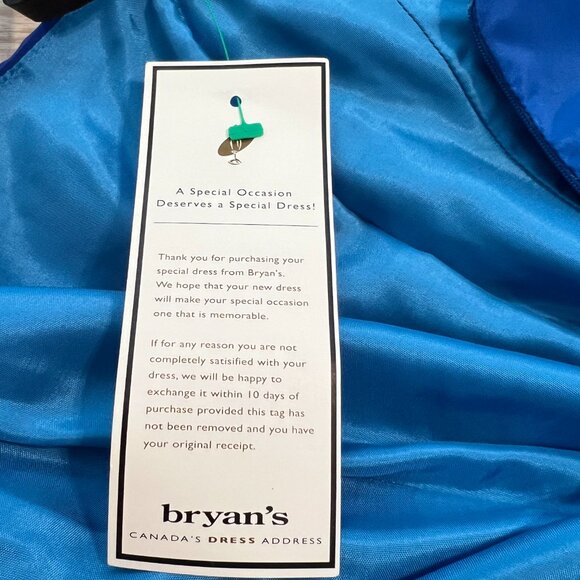 A Special Occasion
Deserves a Special Dress!
Thank you for purchasing your
special dress from Bryan's.
We hope that your new dress
will make your special occasion
one that is memorable.
If for any reason you are not
completely satisified with your
dress, we will be happy to
exchange it within 10 days of
purchase provided this tag has
not been removed and you have
your original receipt.
bryan's
CANADA'S DRESS ADDRESS